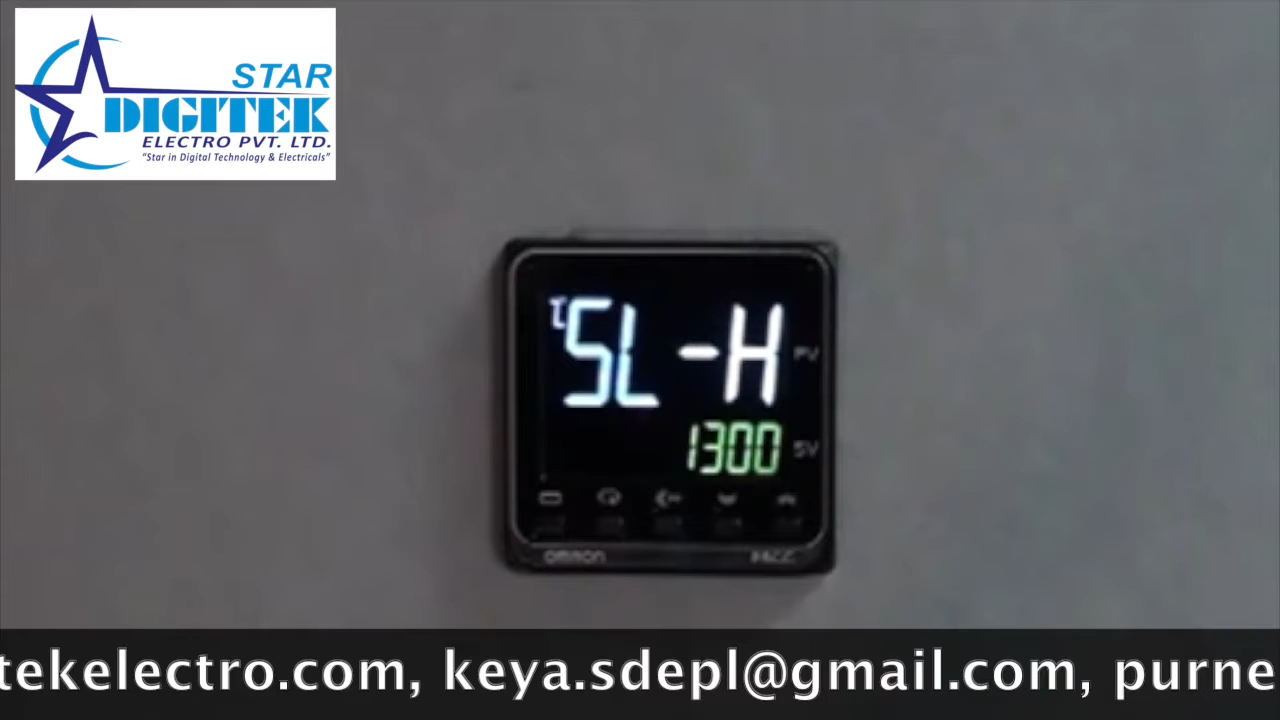 STAR
DIGITEK
ELECTRO PVT. LTD.
"Star in Digital Technology & Electricals"
°C
SL-H
PV
1300
SV
OMRON
tekelectro.com, keya.sdepl@gmail.com, purne